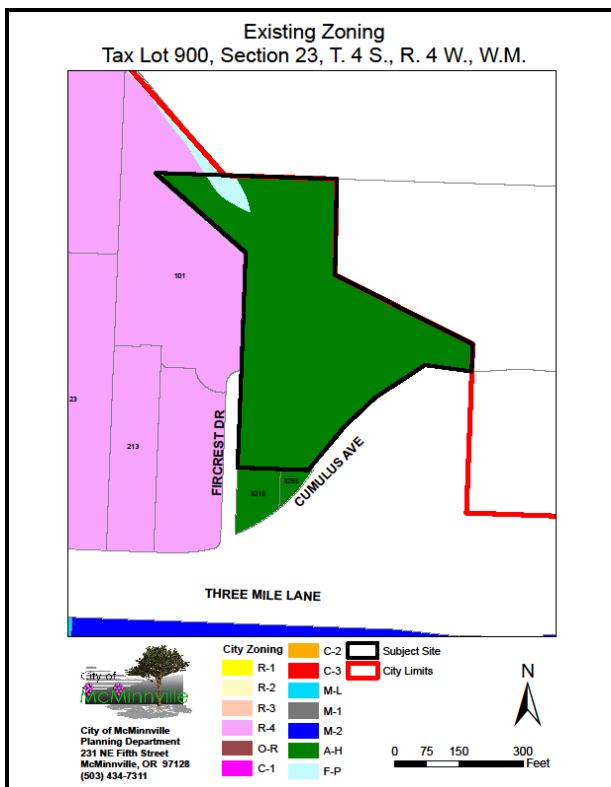 Existing Zoning
Tax Lot 900, Section 23, T. 4 S., R. 4 W., W.M.
101
23
213
FIRCREST DR
3215
CUMULUS AVE
THREE MILE LANE
City of
McMinnville
City of McMinnville
Planning Department
231 NE Fifth Street
McMinnville, OR 97128
(503) 434-7311
City Zoning
R-1
R-2
R-3
R-4
O-R
C-1
C-2
C-3
M-L
M-1
M-2
A-H
F-P
Subject Site
City Limits
N
0 75 150 300
Feet